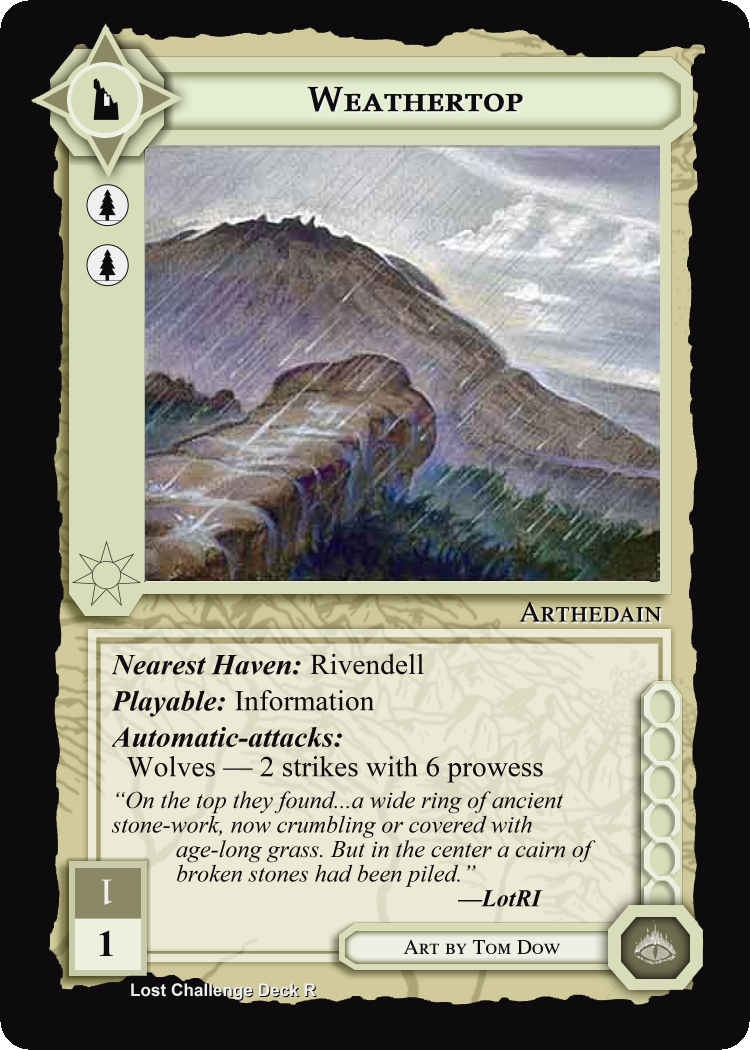 Weathertop
Arthedain
Nearest Haven: Rivendell
Playable: Information
Automatic-attacks:
Wolves — 2 strikes with 6 prowess
“On the top they found...a wide ring of ancient
stone-work, now crumbling or covered with
age-long grass. But in the center a cairn of
broken stones had been piled.”
—LotRI
1
1
Art by Tom Dow
Lost Challenge Deck R